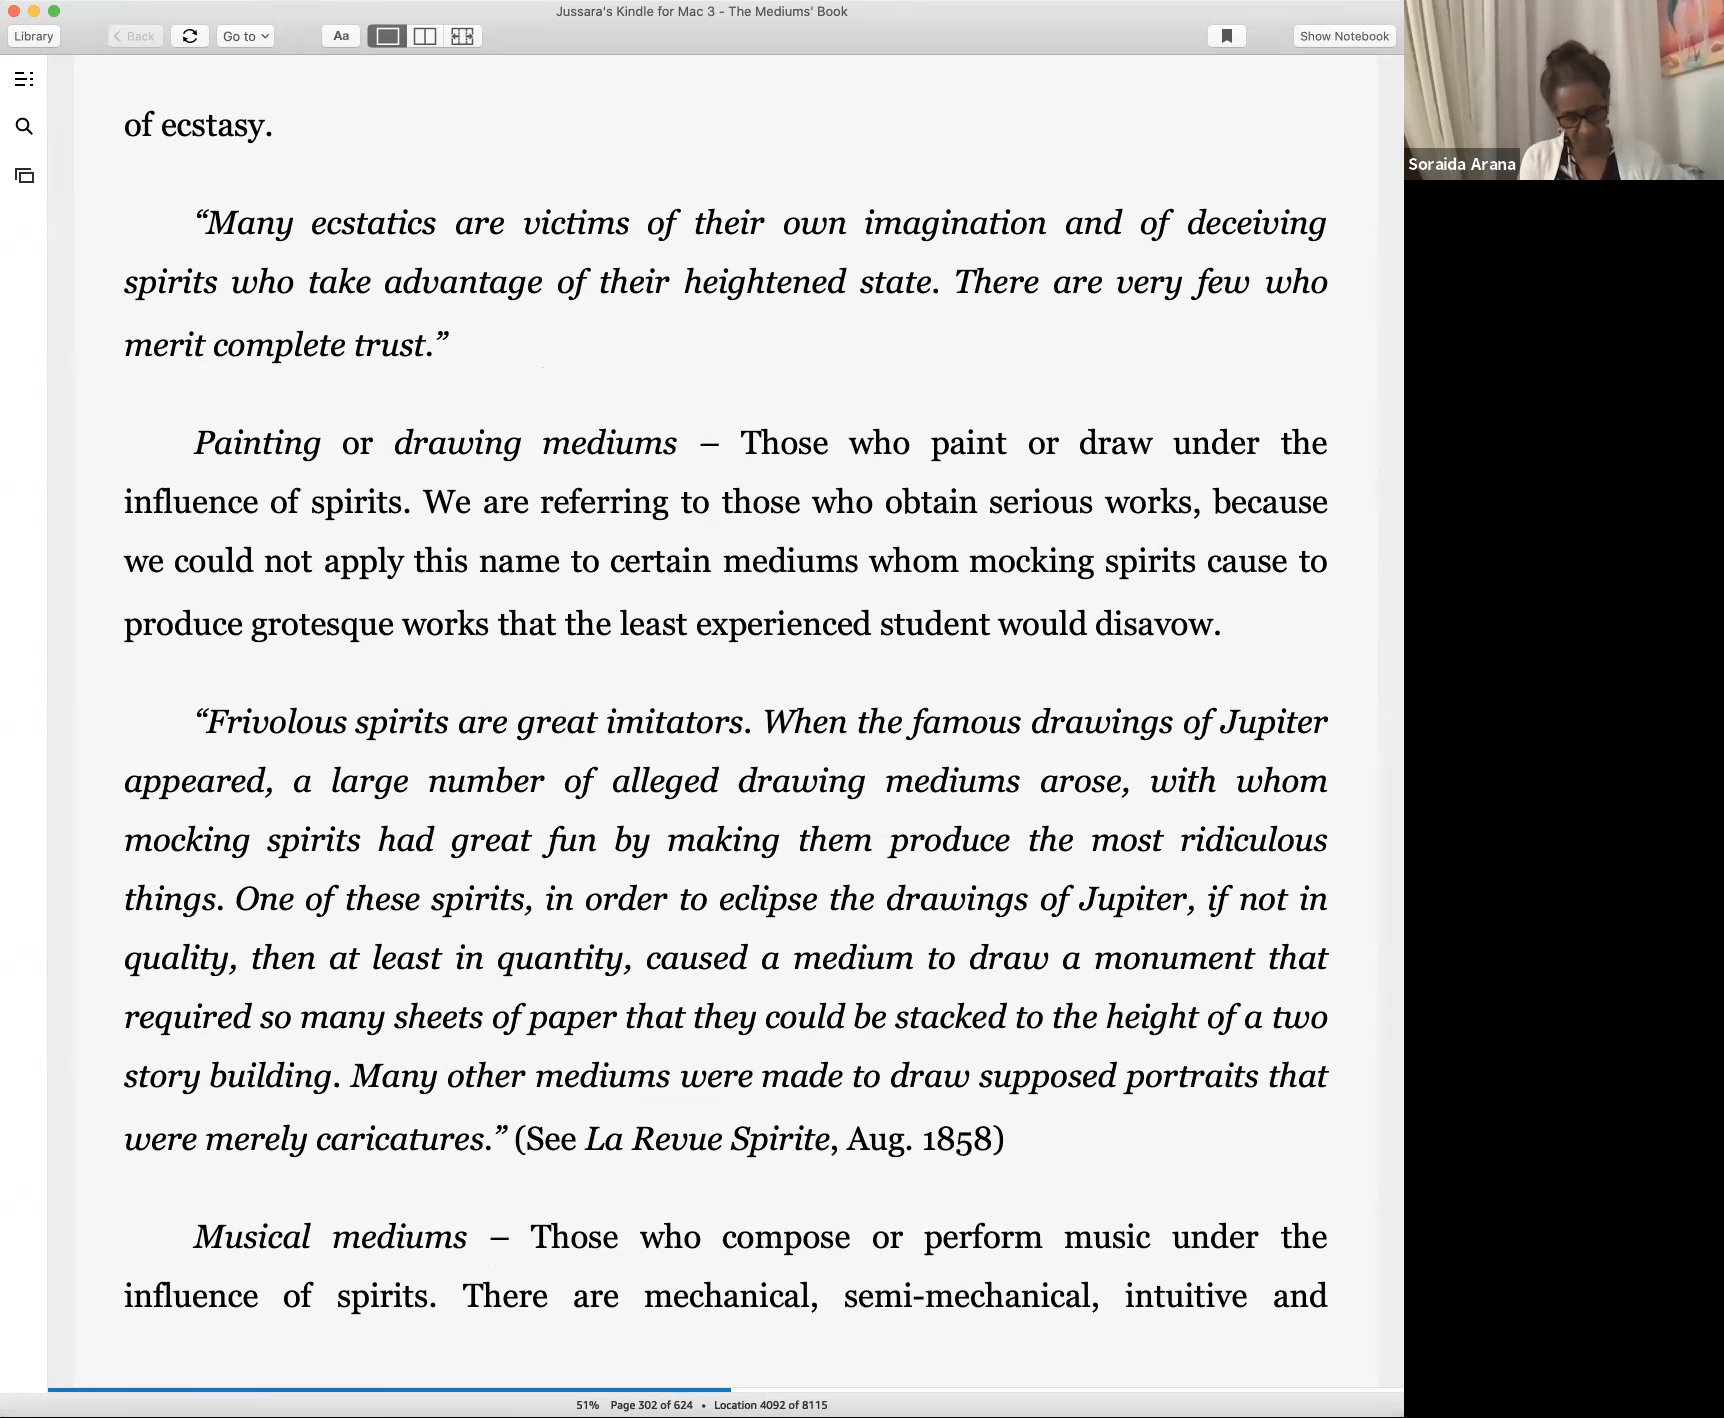 Jussara's Kindle for Mac 3 - The Mediums' Book
Library
Back
Go to
Aa
Show Notebook
of ecstasy.
“Many ecstatics are victims of their own imagination and of deceiving
spirits who take advantage of their heightened state. There are very few who
merit complete trust.”
Painting or drawing mediums – Those who paint or draw under the
influence of spirits. We are referring to those who obtain serious works, because
we could not apply this name to certain mediums whom mocking spirits cause to
produce grotesque works that the least experienced student would disavow.
“Frivolous spirits are great imitators. When the famous drawings of Jupiter
appeared, a large number of alleged drawing mediums arose, with whom
mocking spirits had great fun by making them produce the most ridiculous
things. One of these spirits, in order to eclipse the drawings of Jupiter, if not in
quality, then at least in quantity, caused a medium to draw a monument that
required so many sheets of paper that they could be stacked to the height of a two
story building. Many other mediums were made to draw supposed portraits that
were merely caricatures.” (See La Revue Spirite, Aug. 1858)
Musical mediums – Those who compose or perform music under the
influence of spirits. There are mechanical, semi-mechanical, intuitive and
51% Page 302 of 624 • Location 4092 of 8115
Soraida Arana